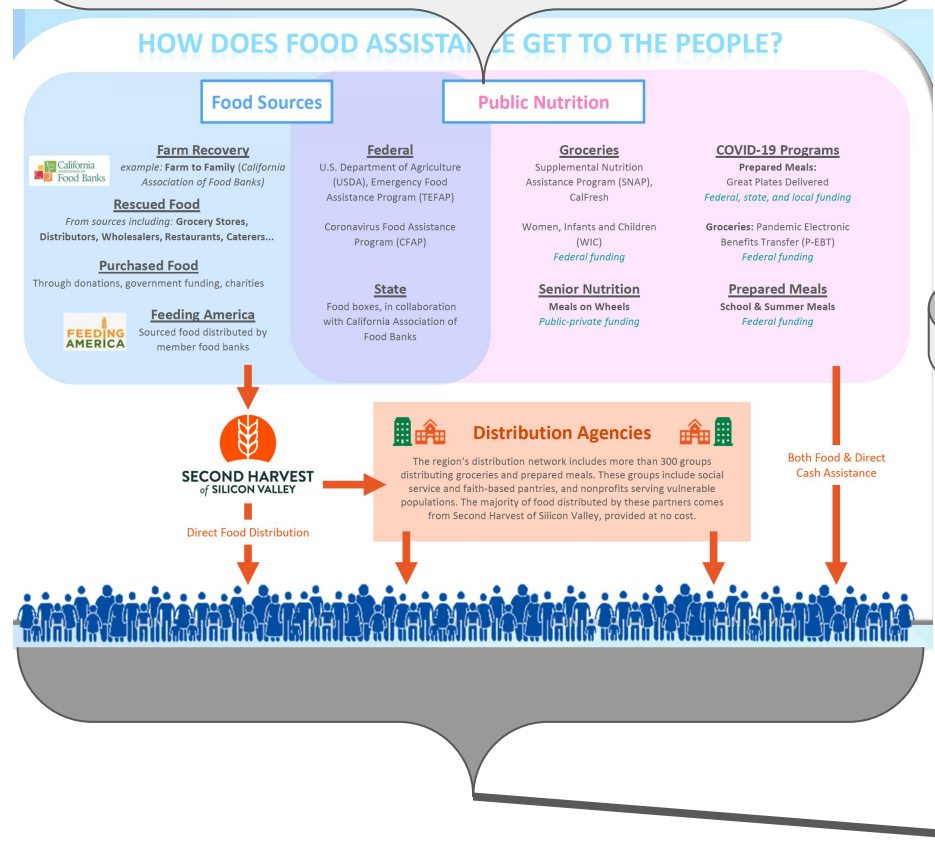 HOW DOES FOOD ASSISTANCE GET TO THE PEOPLE?
Food Sources
Public Nutrition
California
Food Banks
Farm Recovery
example: Farm to Family (California
Association of Food Banks)
Rescued Food
From sources including: Grocery Stores,
Distributors, Wholesalers, Restaurants, Caterers...
Purchased Food
Through donations, government funding, charities
FEEDING
AMERICA
Feeding America
Sourced food distributed by
member food banks
Federal
U.S. Department of Agriculture
(USDA), Emergency Food
Assistance Program (TEFAP)
Coronavirus Food Assistance
Program (CFAP)
State
Food boxes, in collaboration
with California Association of
Food Banks
Groceries
Supplemental Nutrition
Assistance Program (SNAP),
CalFresh
Women, Infants and Children
(WIC)
Federal funding
Senior Nutrition
Meals on Wheels
Public-private funding
COVID-19 Programs
Prepared Meals:
Great Plates Delivered
Federal, state, and local funding
Groceries: Pandemic Electronic
Benefits Transfer (P-EBT)
Federal funding
Prepared Meals
School & Summer Meals
Federal funding
SECOND HARVEST
of SILICON VALLEY
Direct Food Distribution
Distribution Agencies
The region's distribution network includes more than 300 groups
distributing groceries and prepared meals. These groups include social
service and faith-based pantries, and nonprofits serving vulnerable
populations. The majority of food distributed by these partners comes
from Second Harvest of Silicon Valley, provided at no cost.
Both Food & Direct
Cash Assistance